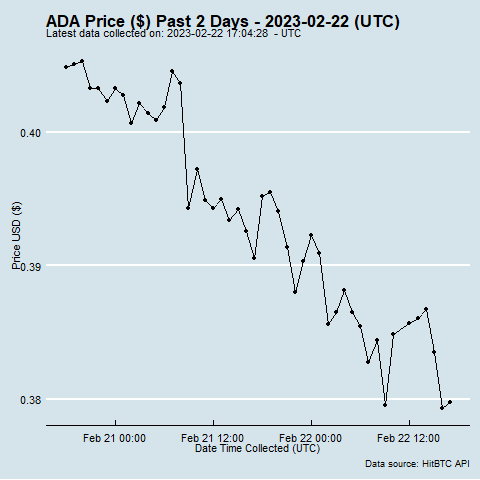 ADA Price ($) Past 2 Days - 2023-02-22 (UTC)
Latest data collected on: 2023-02-22 17:04:28 - UTC
0.40
0.39
0.38
Price USD ($)
Feb 21 00:00
Feb 21 12:00
Feb 22 00:00
Feb 22 12:00
Date Time Collected (UTC)
Data source: HitBTC API